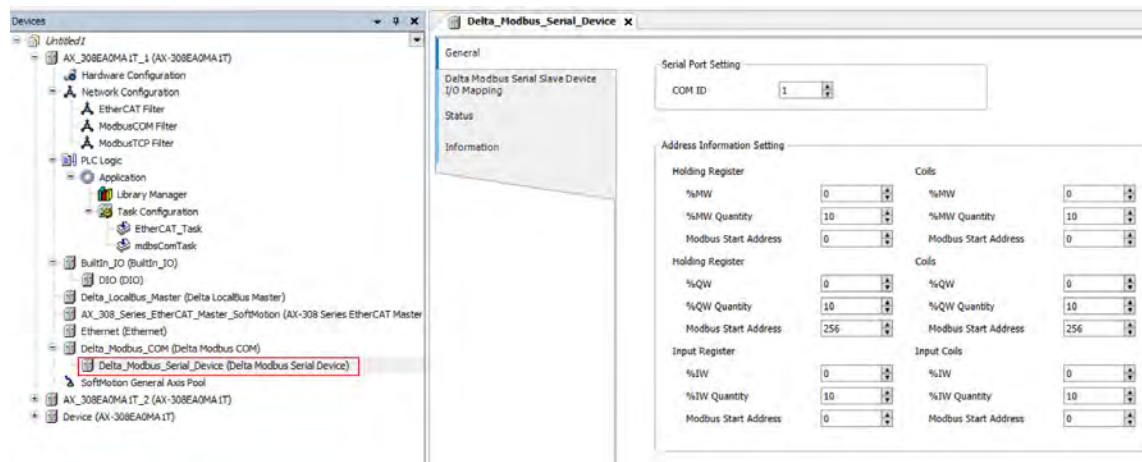 Devices
Untitled1
AX_308EA0MA1T_1 (AX-308EA0MA1T)
Hardware Configuration
Network Configuration
EtherCAT Filter
ModbusCOM Filter
ModbusTCP Filter
PLC Logic
Application
Library Manager
Task Configuration
EtherCAT_Task
mdbsComTask
BuiltIn_IO (BuiltIn_IO)
DIO (DIO)
Delta_LocalBus_Master (Delta LocalBus Master)
AX_308_Series_EtherCAT_Master_SoftMotion (AX-308 Series EtherCAT Master
Ethernet (Ethernet)
Delta_Modbus_COM (Delta Modbus COM)
Delta_Modbus_Serial_Device (Delta Modbus Serial Device)
SoftMotion General Axis Pool
AX_308EA0MA1T_2 (AX-308EA0MA1T)
Device (AX-308EA0MA1T)
Delta_Modbus_Serial_Device
General
Delta Modbus Serial Slave Device
I/O Mapping
Status
Information
Serial Port Setting
COM ID 1
Address Information Setting
Holding Register Coils
%MW 0 %MW 0
%MW Quantity 10 %MW Quantity 10
Modbus Start Address 0 Modbus Start Address 0
Holding Register Coils
%QW 0 %QW 0
%QW Quantity 10 %QW Quantity 10
Modbus Start Address 256 Modbus Start Address 256
Input Register Input Coils
%IW 0 %IW 0
%IW Quantity 10 %IW Quantity 10
Modbus Start Address 0 Modbus Start Address 0